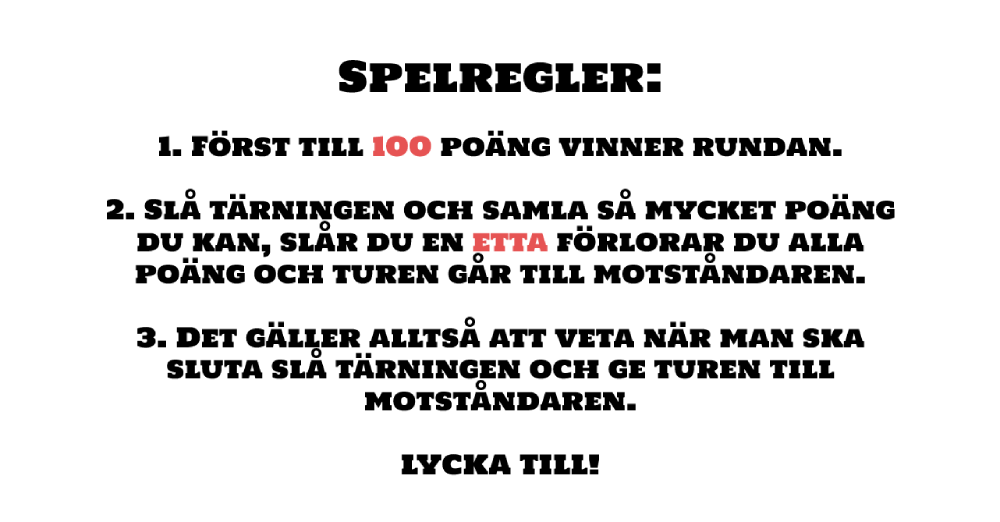 Spelregler:
1. Först till 100 poäng vinner rundan.
2. Slå tärningen och samla så mycket poäng
du kan, slår du en etta förlorar du alla
poäng och turen går till motståndaren.
3. Det gäller alltså att veta när man ska
sluta slå tärningen och ge turen till
motståndaren.
lycka till!